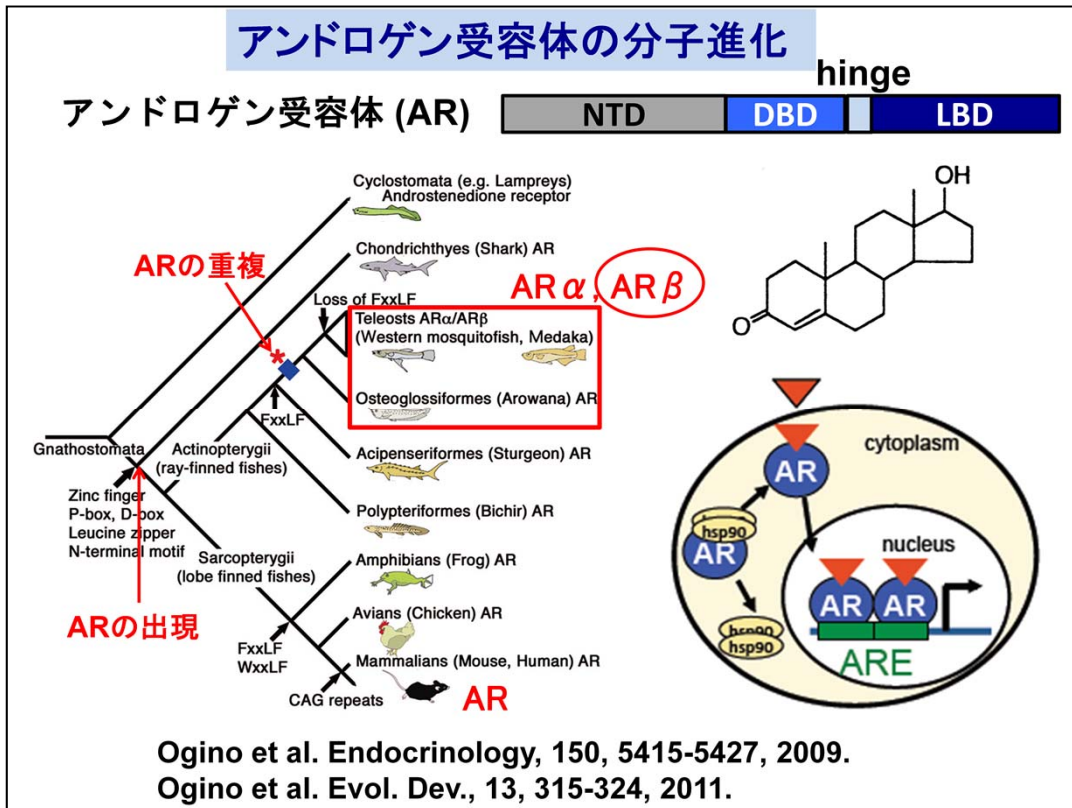 アンドロゲン受容体の分子進化
hinge
アンドロゲン受容体 (AR)
NTD
DBD
LBD
Cyclostomata (e.g. Lampreys)
Androstenedione receptor
OH
O
Chondrichthyes (Shark) AR
ARの重複
ARα, ARβ
Loss of FxxLF
Teleosts ARα/ARβ
(Western mosquitofish, Medaka)
*
FxxLF
Osteoglossiformes (Arowana) AR
Gnathostomata
Actinopterygii
(ray-finned fishes)
Acipenseriformes (Sturgeon) AR
Zinc finger
P-box, D-box
Leucine zipper
N-terminal motif
Polypteriformes (Bichir) AR
Sarcopterygii
(lobe finned fishes)
Amphibians (Frog) AR
ARの出現
Avians (Chicken) AR
FxxLF
WxxLF
Mammalians (Mouse, Human) AR
CAG repeats
AR
cytoplasm
AR
hsp90
AR
nucleus
AR
AR
hsp90
hsp90
ARE
Ogino et al. Endocrinology, 150, 5415-5427, 2009.
Ogino et al. Evol. Dev., 13, 315-324, 2011.